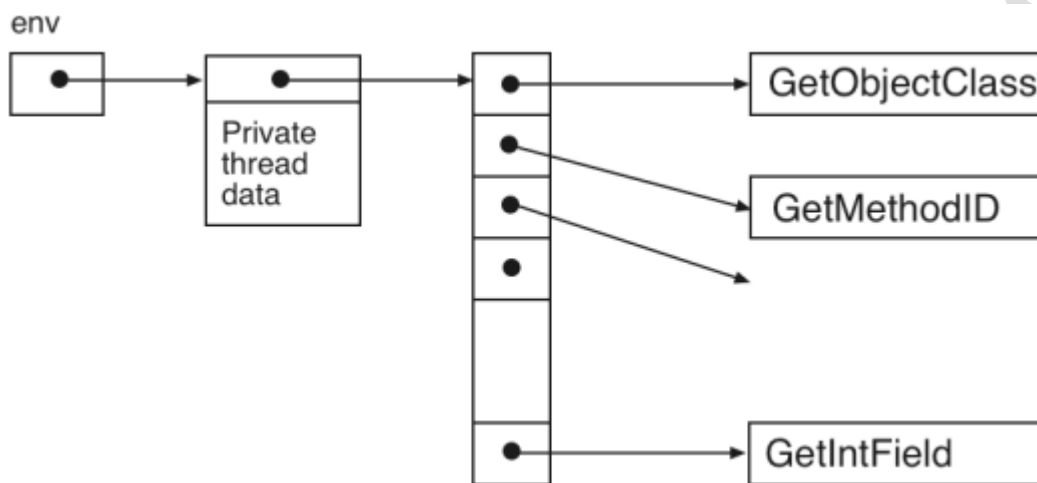 env
GetObjectClass
Private
thread
data
GetMethodID
GetIntField